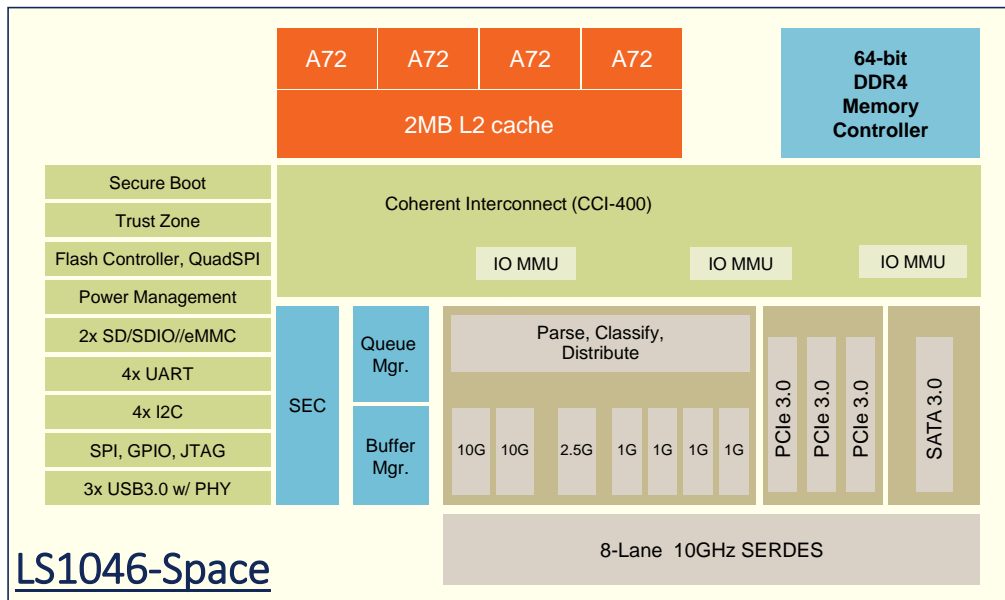 A72 A72 A72 A72
2MB L2 cache
64-bit
DDR4
Memory
Controller
Secure Boot
Trust Zone
Flash Controller, QuadSPI
Power Management
2x SD/SDIO//eMMC
4x UART
4x I2C
SPI, GPIO, JTAG
3x USB3.0 w/ PHY
Coherent Interconnect (CCI-400)
IO MMU IO MMU IO MMU
SEC
Queue
Mgr.
Buffer
Mgr.
Parse, Classify,
Distribute
10G 10G 2.5G 1G 1G 1G 1G
PCIe 3.0
PCIe 3.0
PCIe 3.0
SATA 3.0
8-Lane 10GHz SERDES
LS1046-Space